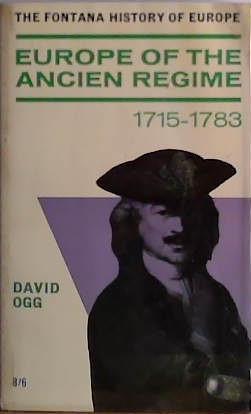 THE FONTANA HISTORY OF EUROPE
EUROPE OF THE
ANCIEN REGIME
1715-1783
DAVID
OGG
8/6